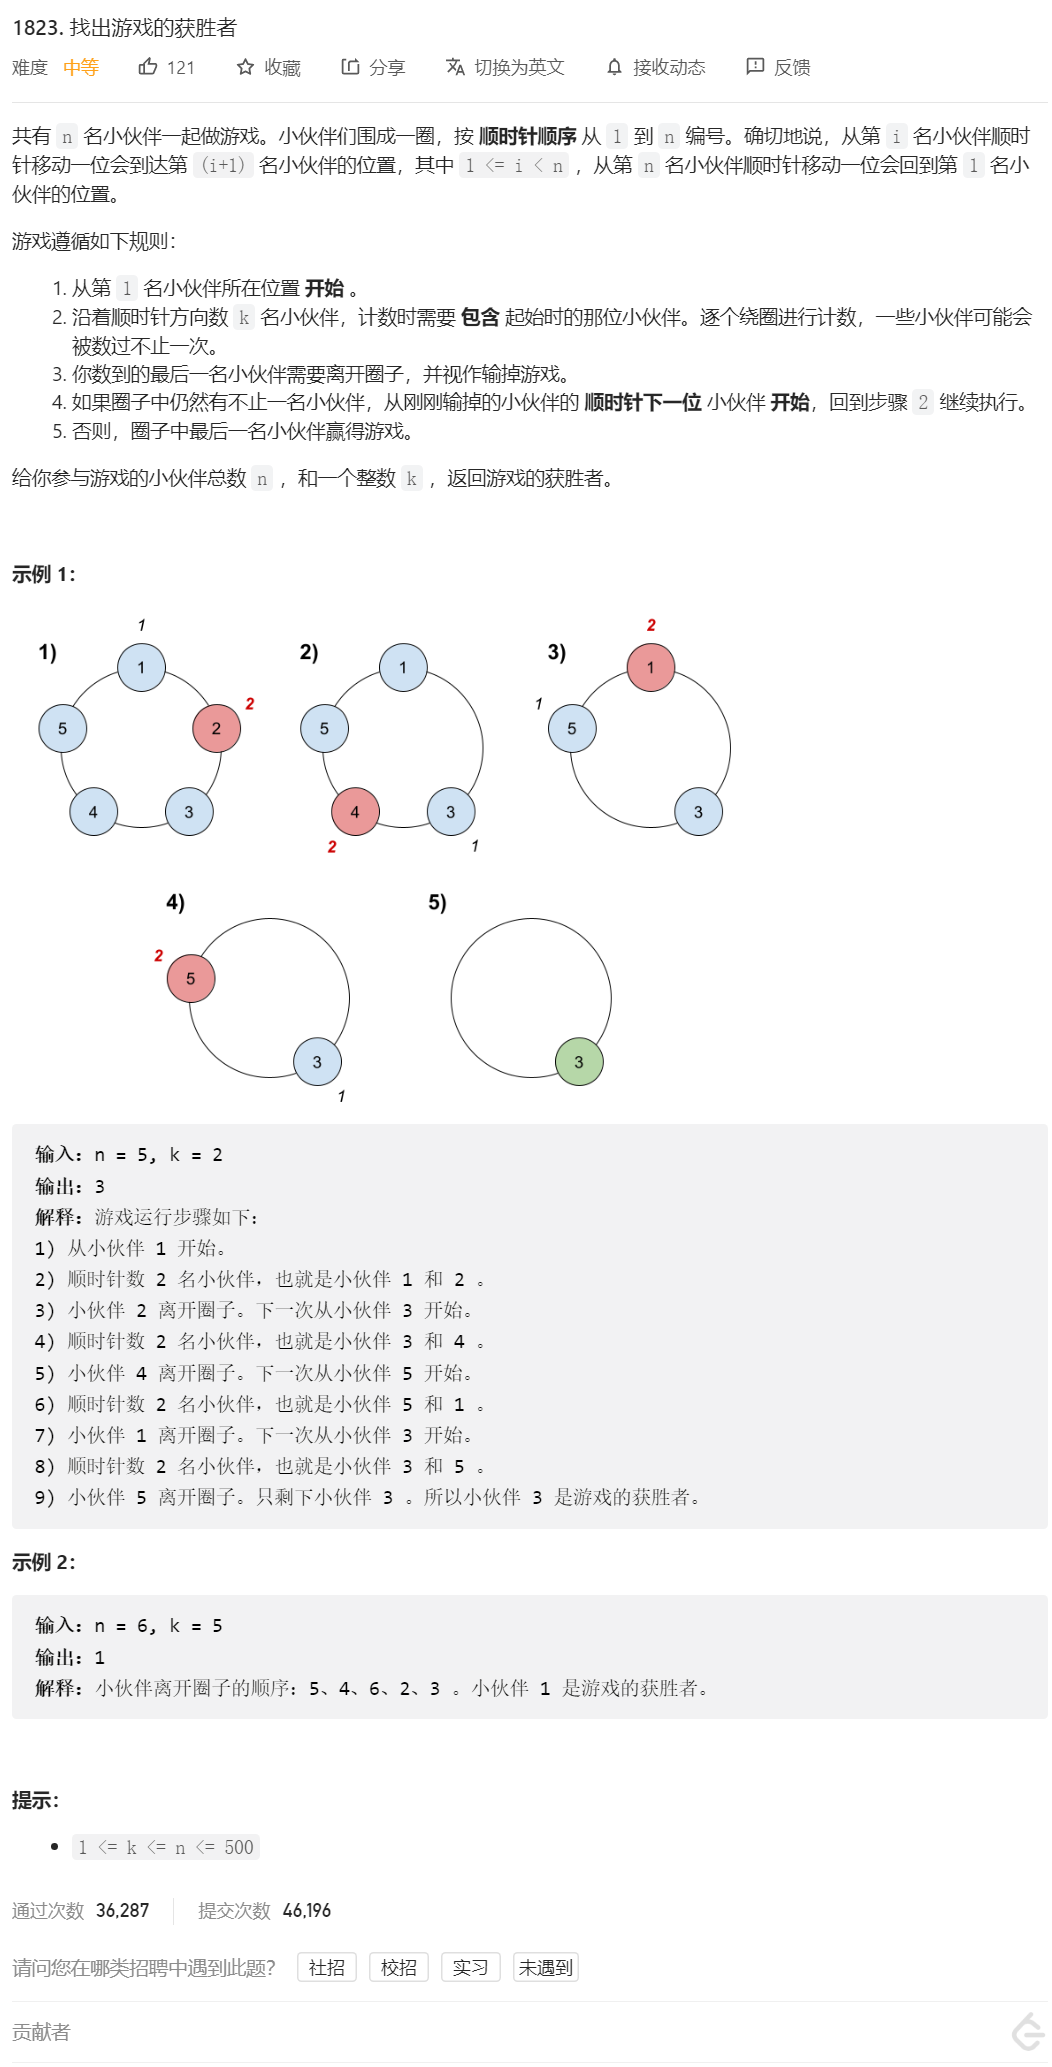 1823. 找出游戏的获胜者
难度 中等 121 收藏 分享 切换为英文 接收动态 反馈
共有 n 名小伙伴一起做游戏。小伙伴们围成一圈，按 顺时针顺序 从 1 到 n 编号。确切地说，从第 i 名小伙伴顺时
针移动一位会到达第 (i+1) 名小伙伴的位置，其中 1 <= i < n ，从第 n 名小伙伴顺时针移动一位会回到第 1 名小
伙伴的位置。
游戏遵循如下规则：
1. 从第 1 名小伙伴所在位置 开始 。
2. 沿着顺时针方向数 k 名小伙伴，计数时需要 包含 起始时的那位小伙伴。逐个绕圈进行计数，一些小伙伴可能会
被数过不止一次。
3. 你数到的最后一名小伙伴需要离开圈子，并视作输掉游戏。
4. 如果圈子中仍然有不止一名小伙伴，从刚刚输掉的小伙伴的 顺时针下一位 小伙伴 开始，回到步骤 2 继续执行。
5. 否则，圈子中最后一名小伙伴赢得游戏。
给你参与游戏的小伙伴总数 n ，和一个整数 k ，返回游戏的获胜者。
示例 1：
1 2
1) 1 2) 1 3) 1
2 1
5 2 5 5
4 3 4 3 3
2 1
4) 5)
2
5
3 3
1
输入：n = 5, k = 2
输出：3
解释：游戏运行步骤如下：
1) 从小伙伴 1 开始。
2) 顺时针数 2 名小伙伴，也就是小伙伴 1 和 2 。
3) 小伙伴 2 离开圈子。下一次从小伙伴 3 开始。
4) 顺时针数 2 名小伙伴，也就是小伙伴 3 和 4 。
5) 小伙伴 4 离开圈子。下一次从小伙伴 5 开始。
6) 顺时针数 2 名小伙伴，也就是小伙伴 5 和 1 。
7) 小伙伴 1 离开圈子。下一次从小伙伴 3 开始。
8) 顺时针数 2 名小伙伴，也就是小伙伴 3 和 5 。
9) 小伙伴 5 离开圈子。只剩下小伙伴 3 。所以小伙伴 3 是游戏的获胜者。
示例 2：
输入：n = 6, k = 5
输出：1
解释：小伙伴离开圈子的顺序：5、4、6、2、3 。小伙伴 1 是游戏的获胜者。
提示：
1 <= k <= n <= 500
通过次数 36,287 提交次数 46,196
请问您在哪类招聘中遇到此题？ 社招 校招 实习 未遇到
贡献者